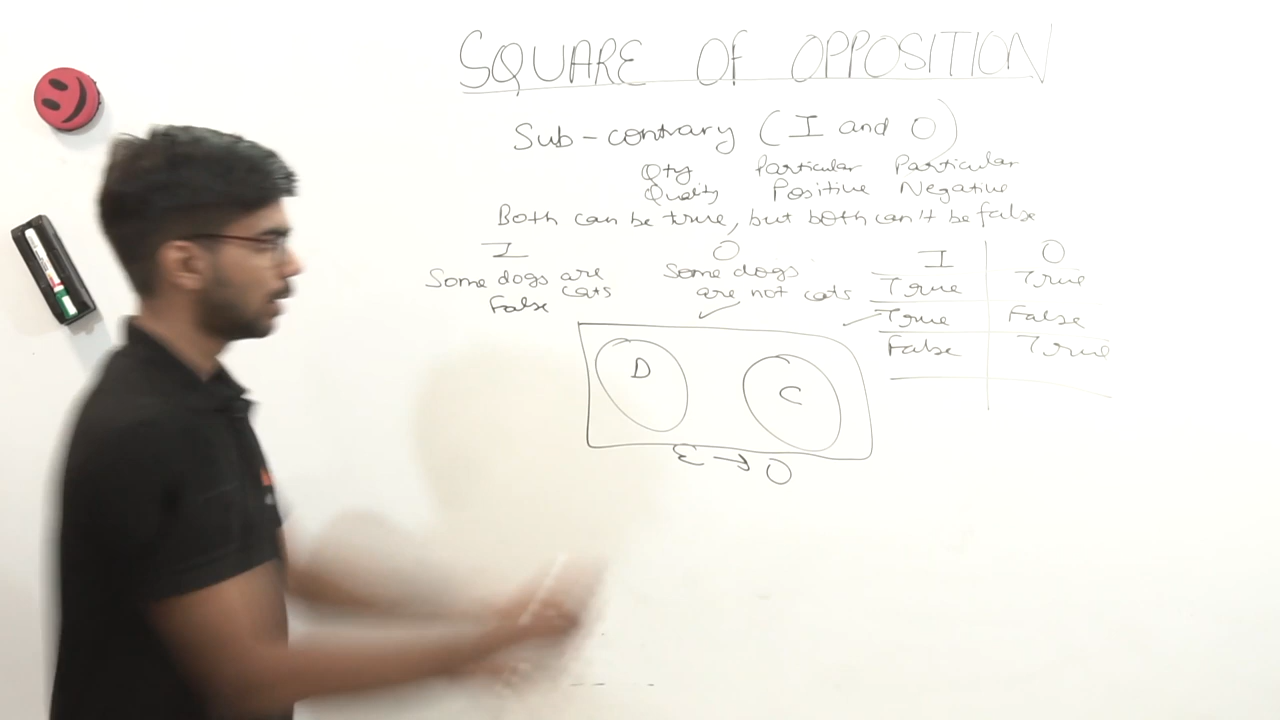 SQUARE OF OPPOSITION
Sub-contrary (I and O)
Qty Particular Particular
Quality Positive Negative
Both can be true, but both can't be false
I O
Some dogs are cats
False
Some dogs are not cats
I O
True True
True False
False True
D C
E → O